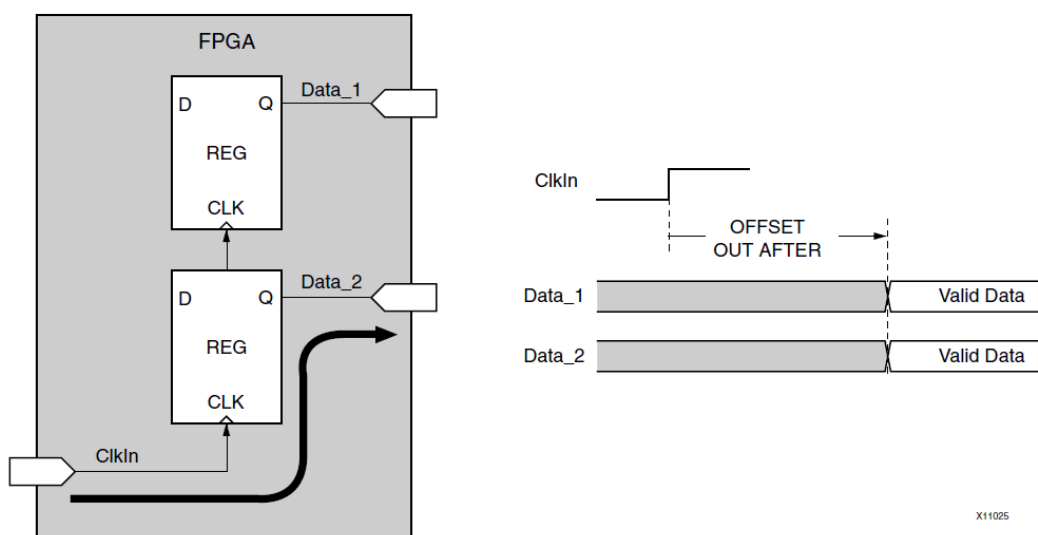 FPGA
Data_1
D
Q
REG
CLK
Data_2
D
Q
REG
CLK
ClkIn
ClkIn
OFFSET
OUT AFTER
Data_1
Valid Data
Data_2
Valid Data
X11025